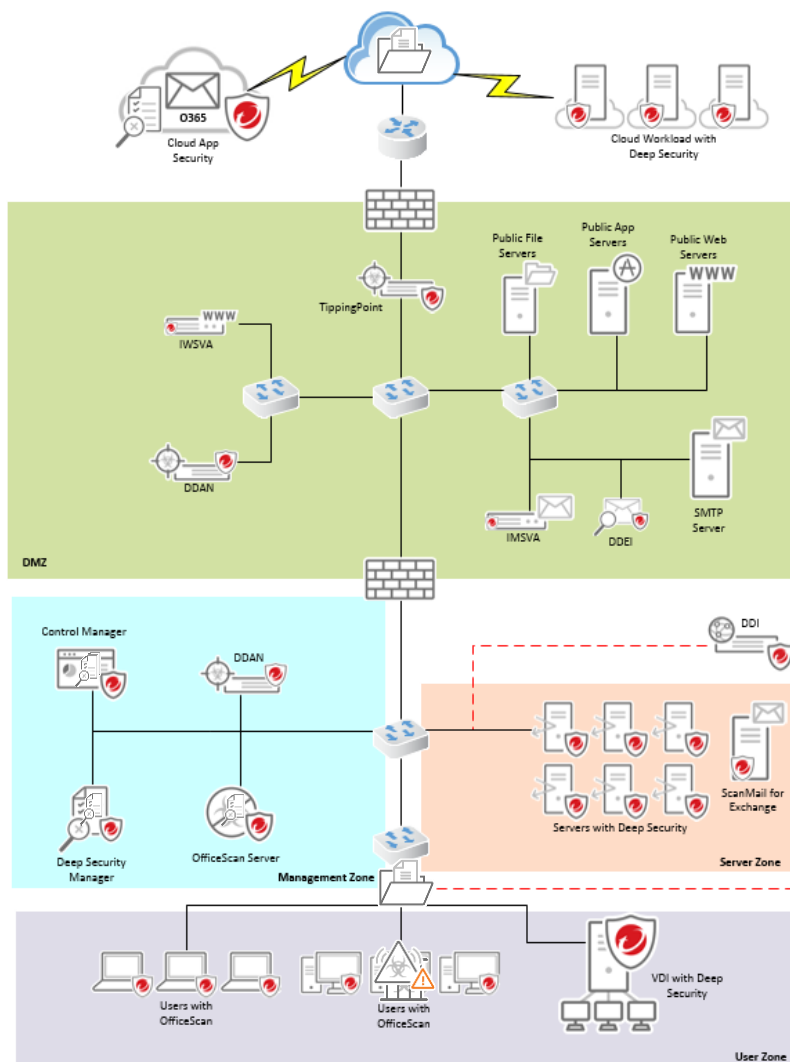 O365
Cloud App
Security
Cloud Workload with
Deep Security
Public File
Servers
Public App
Servers
Public Web
Servers
WWW
TippingPoint
WWW
IWSVA
DDAN
IMSVA
DDEI
SMTP
Server
DMZ
Control Manager
DDAN
DDI
Deep Security
Manager
OfficeScan Server
Management Zone
ScanMail for
Exchange
Servers with Deep Security
Server Zone
Users with
OfficeScan
Users with
OfficeScan
VDI with Deep
Security
User Zone